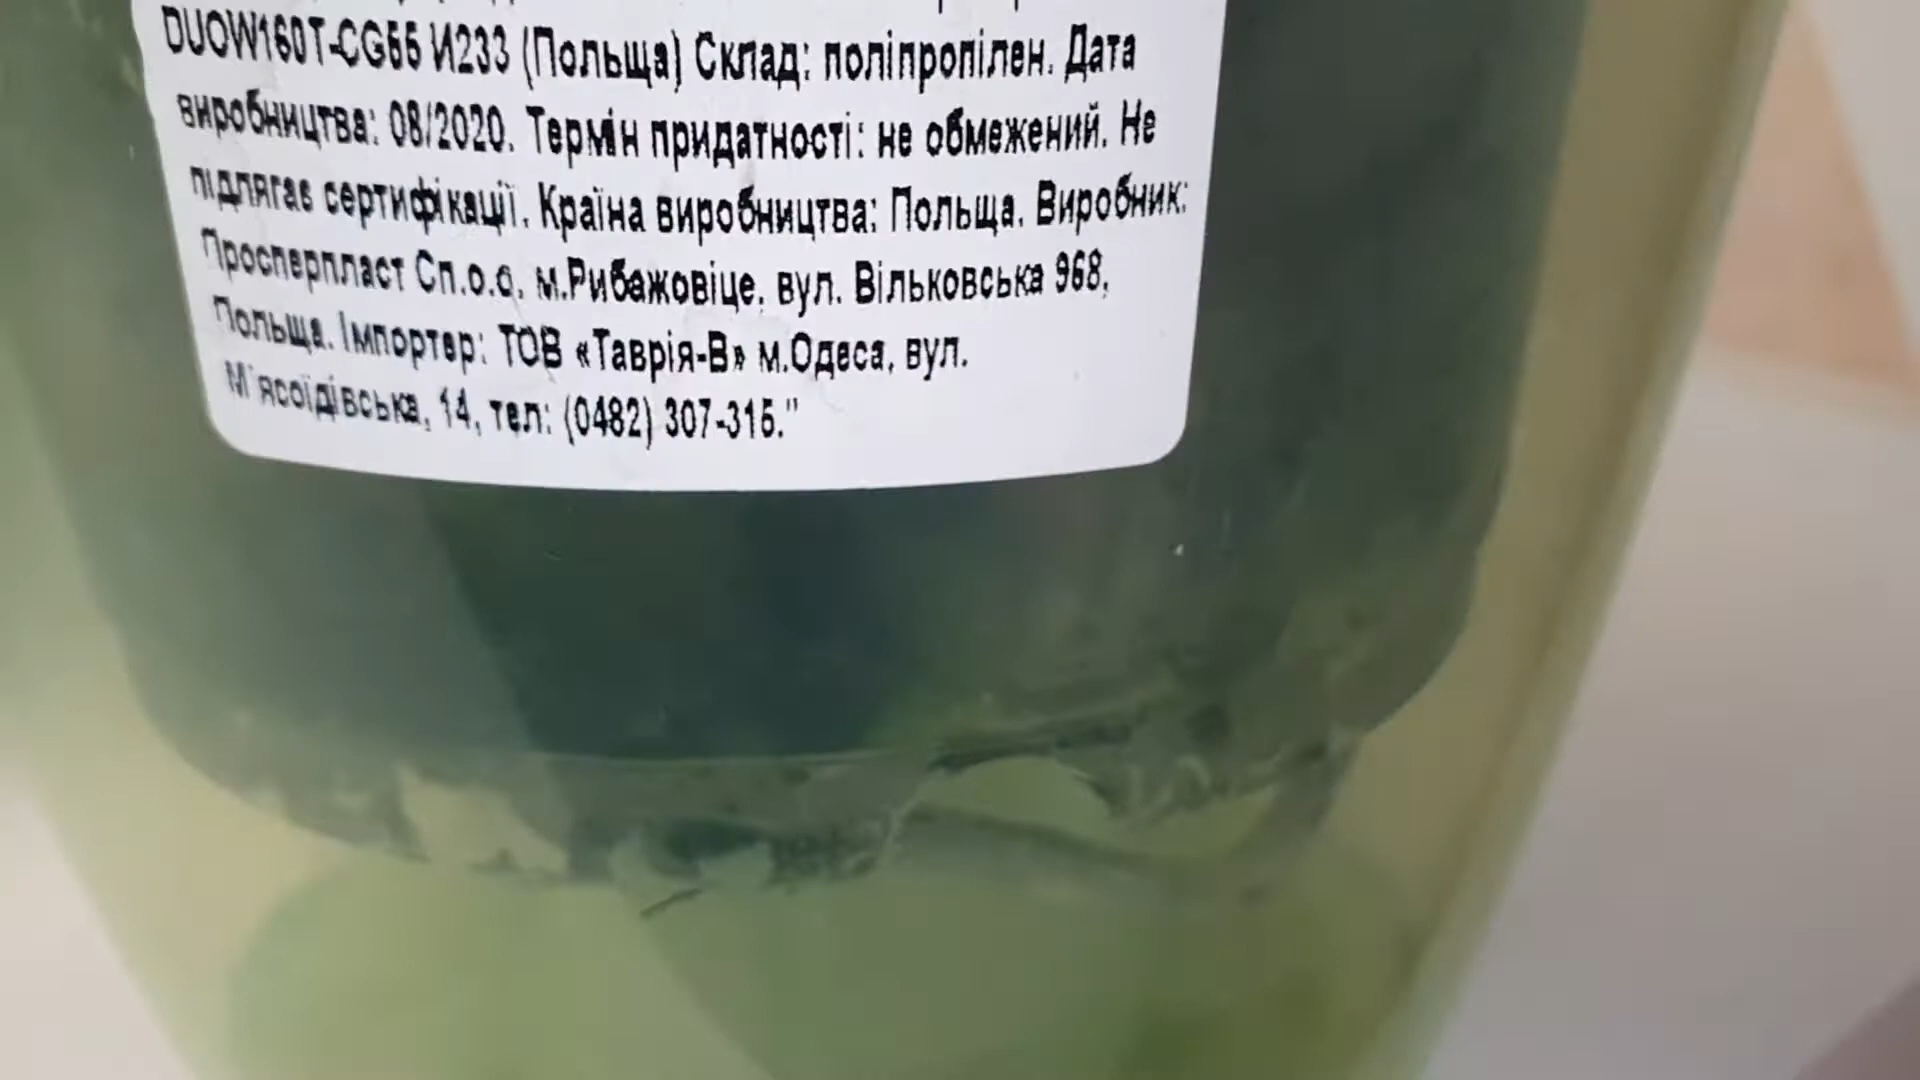 DUOW160T-CG65 И233 (Польща) Склад: поліпропілен. Дата
виробництва: 08/2020. Термін придатності: не обмежений. Не
підлягає сертифікації. Країна виробництва: Польща. Виробник:
Просперпласт Сп.о.о, м.Рибажовіце, вул. Вільковська 968,
Польща. Імпортер: ТОВ «Таврія-В» м.Одеса, вул.
М`ясоїдівська, 14, тел: (0482) 307-315."